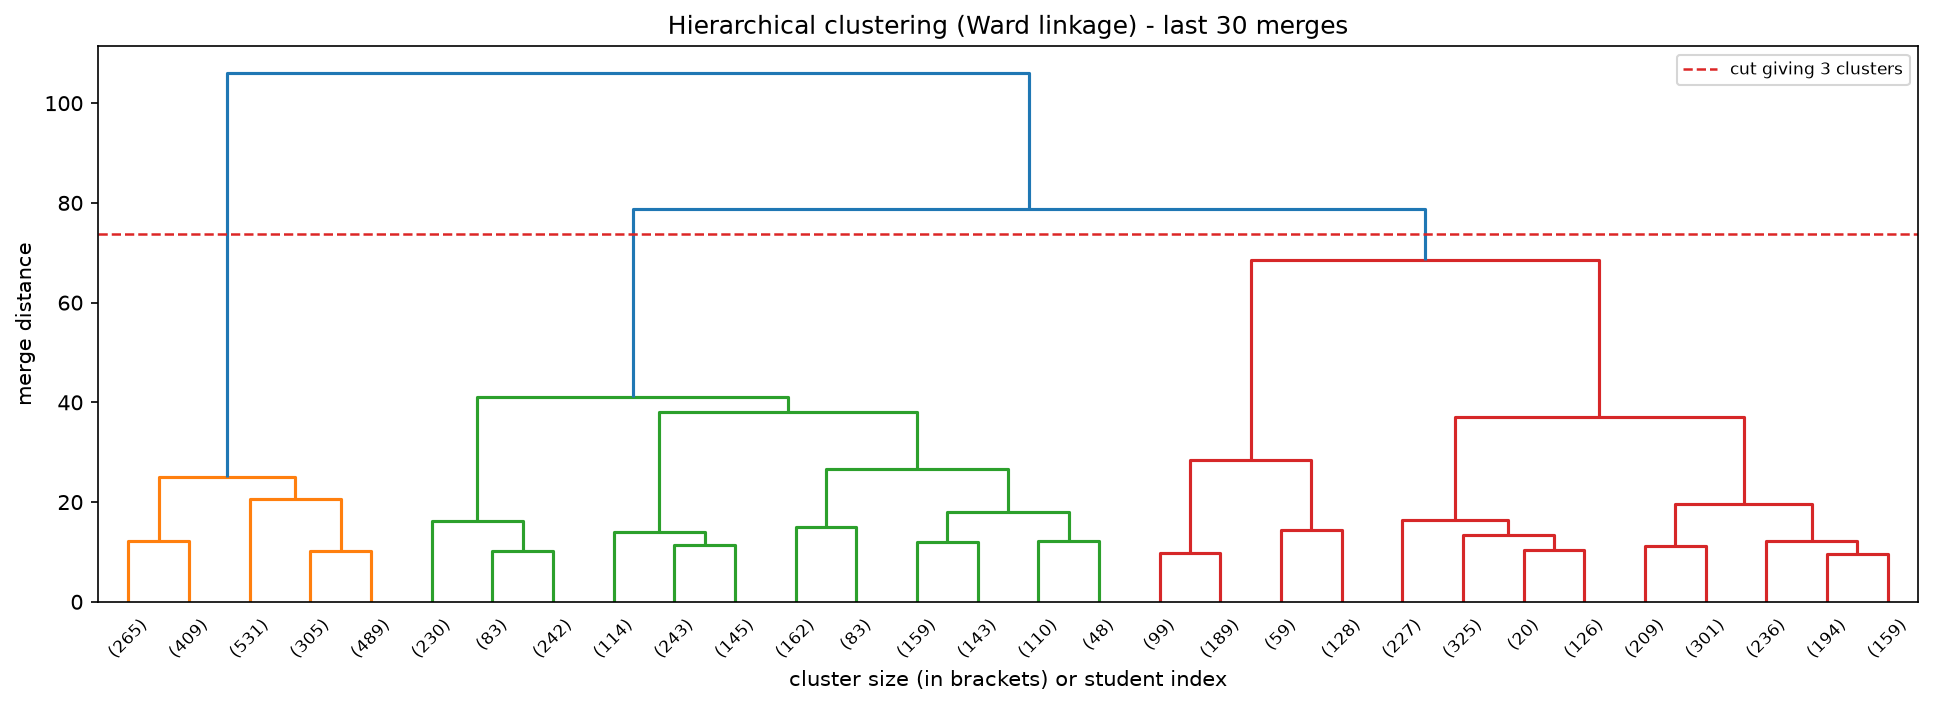 Hierarchical clustering (Ward linkage) - last 30 merges
cut giving 3 clusters
merge distance
100
80
60
40
20
0
(265) (409) (531) (305) (489) (230) (83) (242) (114) (243) (145) (162) (83) (159) (143) (110) (48) (99) (189) (59) (128) (227) (325) (20) (126) (209) (301) (236) (194) (159)
cluster size (in brackets) or student index